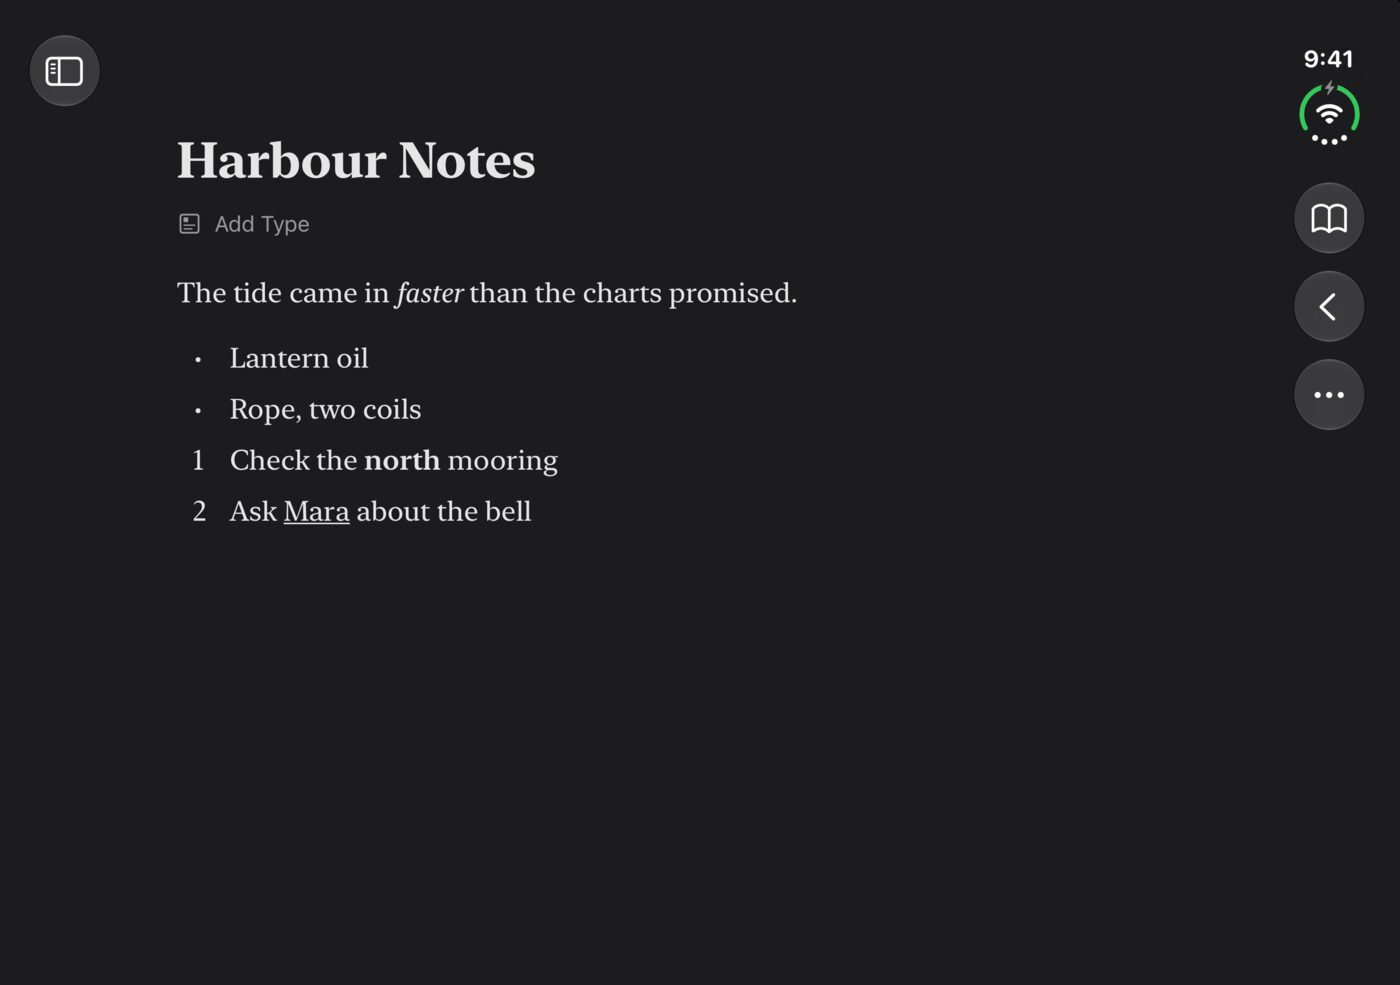 9:41
Harbour Notes
Add Type
The tide came in faster than the charts promised.
• Lantern oil
• Rope, two coils
1 Check the north mooring
2 Ask Mara about the bell